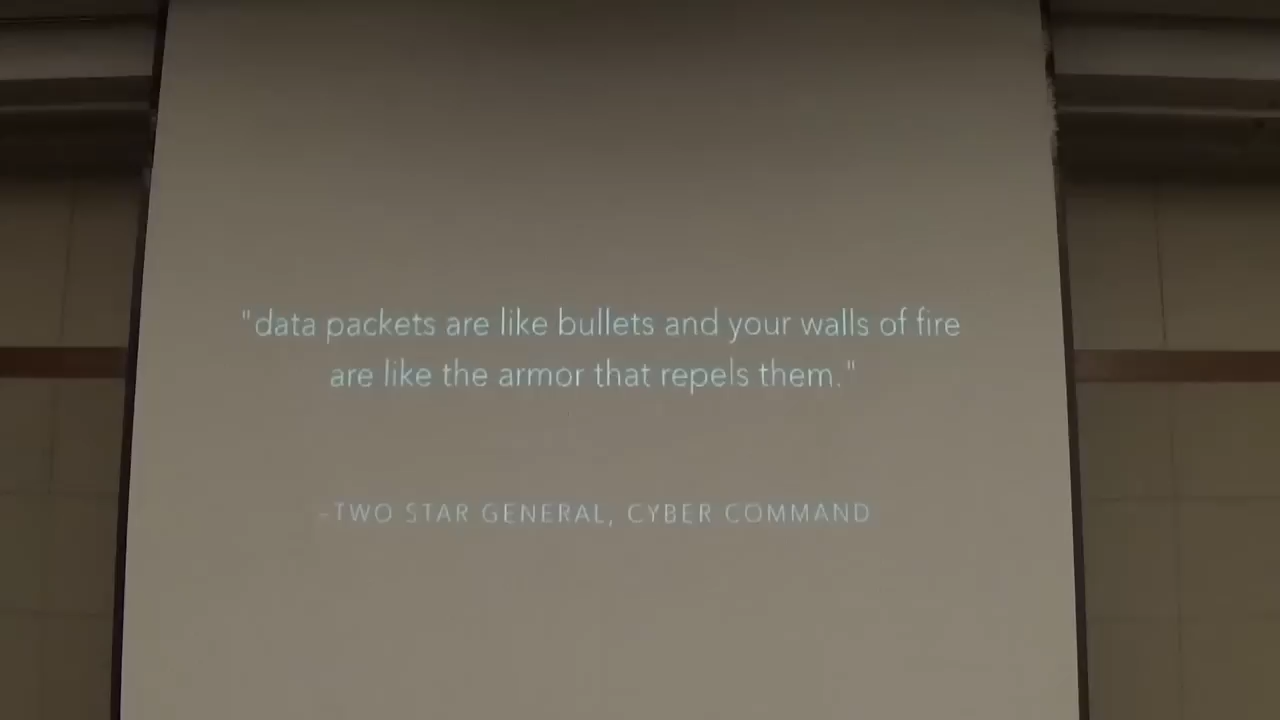 "data packets are like bullets and your walls of fire
are like the armor that repels them."
-TWO STAR GENERAL, CYBER COMMAND